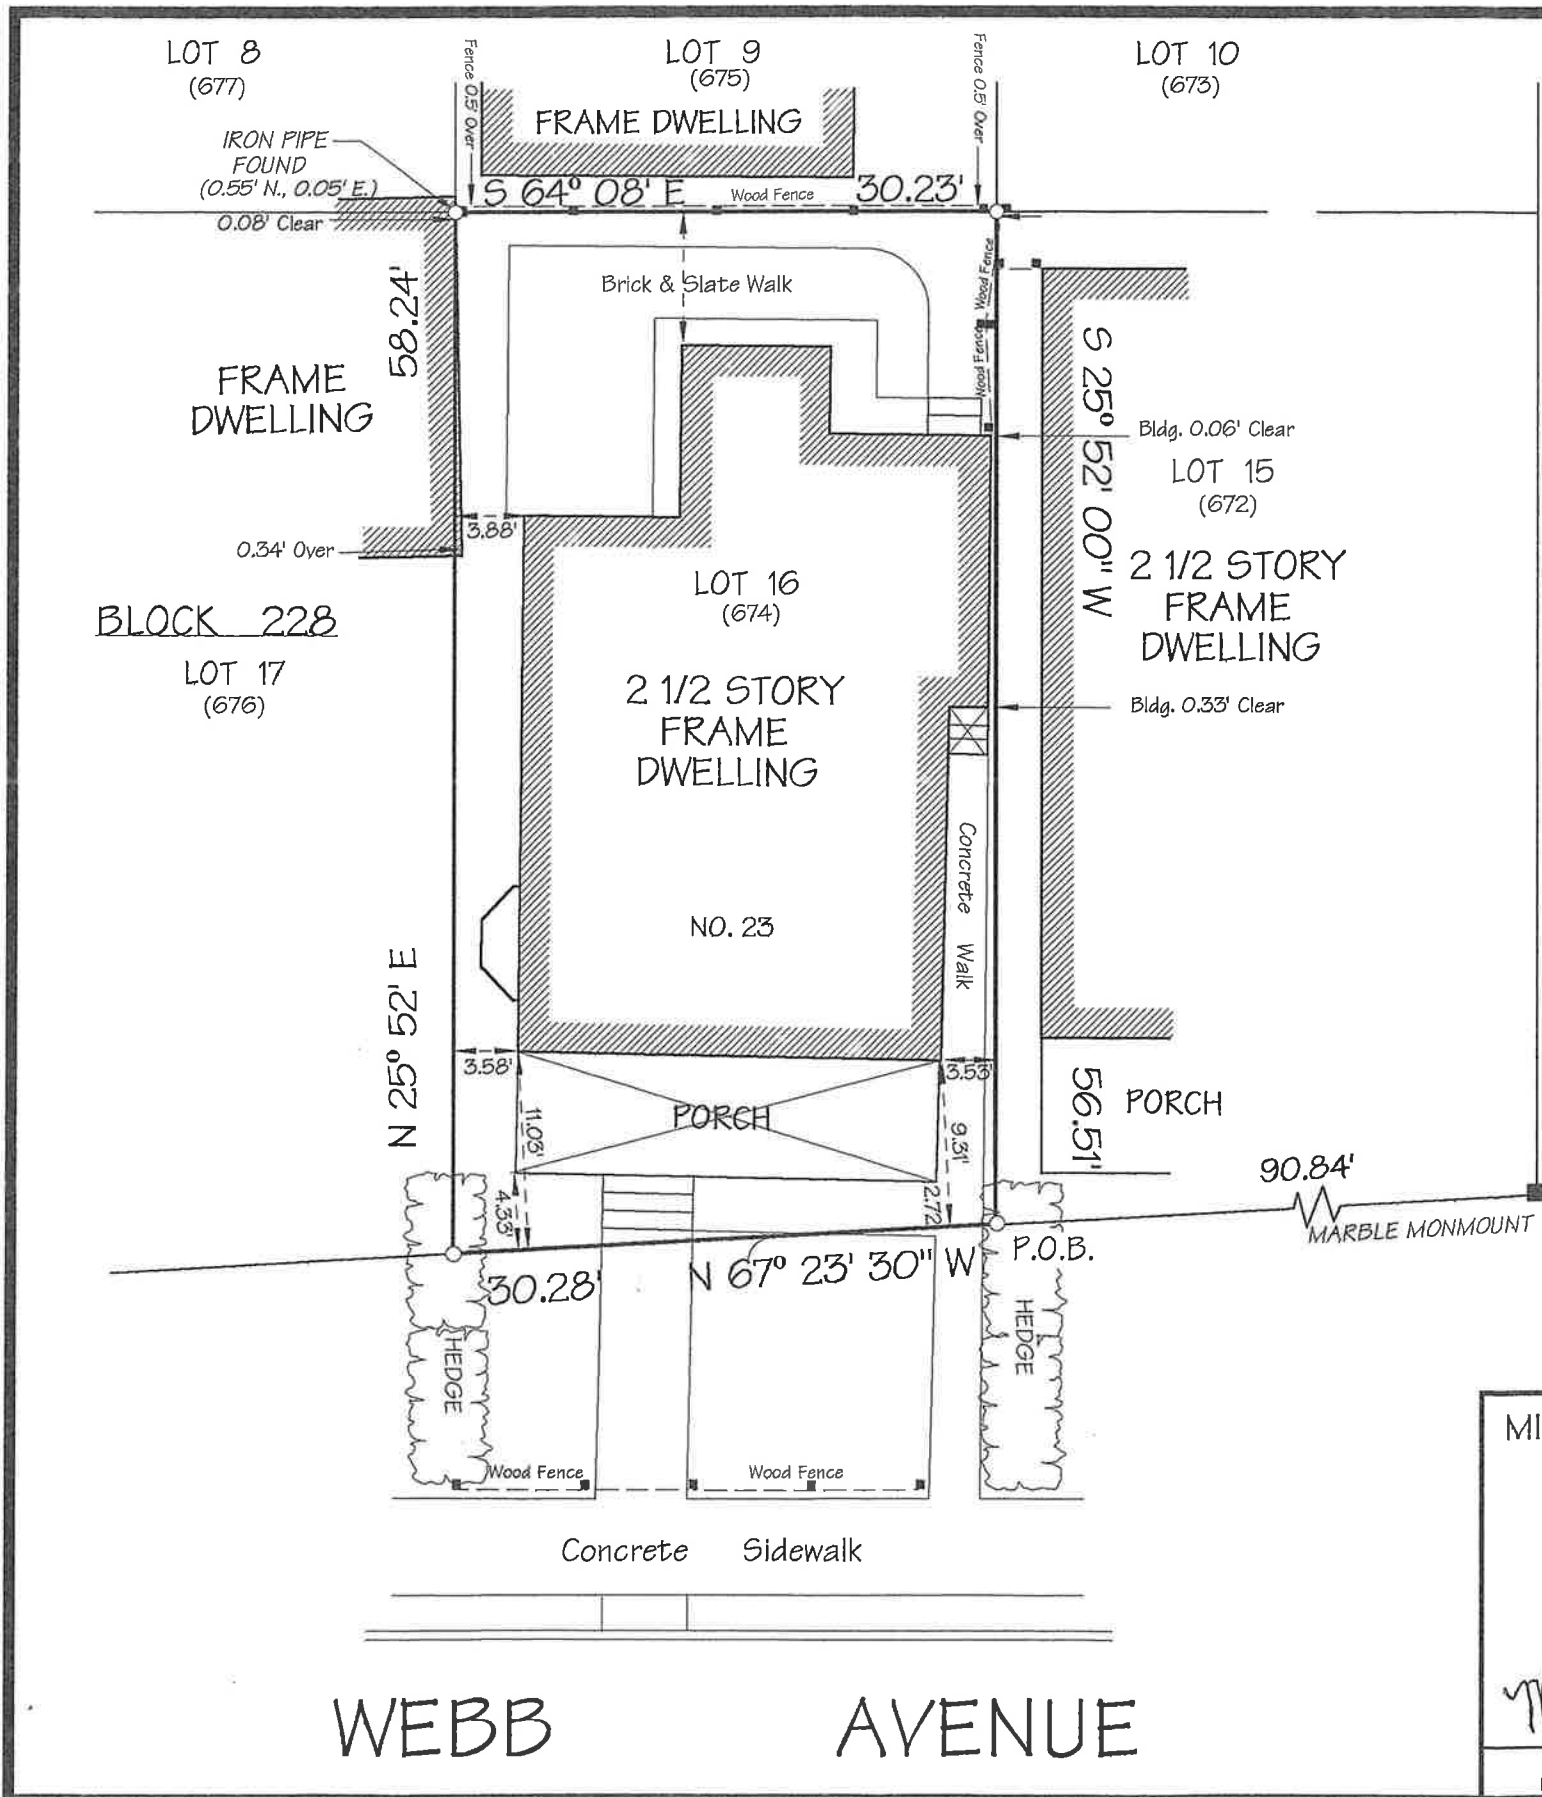 LOT 8
(677)
Fence 0.5' Over
LOT 9
(675)
FRAME DWELLING
Fence 0.5' Over
LOT 10
(673)
IRON PIPE
FOUND
(0.55' N., 0.05' E.)
0.08' Clear
S 64° 08' E
Wood Fence
30.23'
58.24'
Brick & Slate Walk
Wood Fence
Wood Fence
FRAME
DWELLING
S 25° 52' 00" W
Bldg. 0.06' Clear
LOT 15
(672)
3.88'
0.34' Over
2 1/2 STORY
FRAME
DWELLING
LOT 16
(674)
BLOCK 228
LOT 17
(676)
2 1/2 STORY
FRAME
DWELLING
Bldg. 0.33' Clear
Concrete Walk
NO. 23
N 25° 52' E
3.58'
3.53'
11.03'
PORCH
9.31'
56.51'
PORCH
4.33'
2.72
90.84'
MARBLE MONMOUNT
30.28'
N 67° 23' 30" W
P.O.B.
HEDGE
HEDGE
Wood Fence
Wood Fence
MI
Concrete Sidewalk
WEBB AVENUE